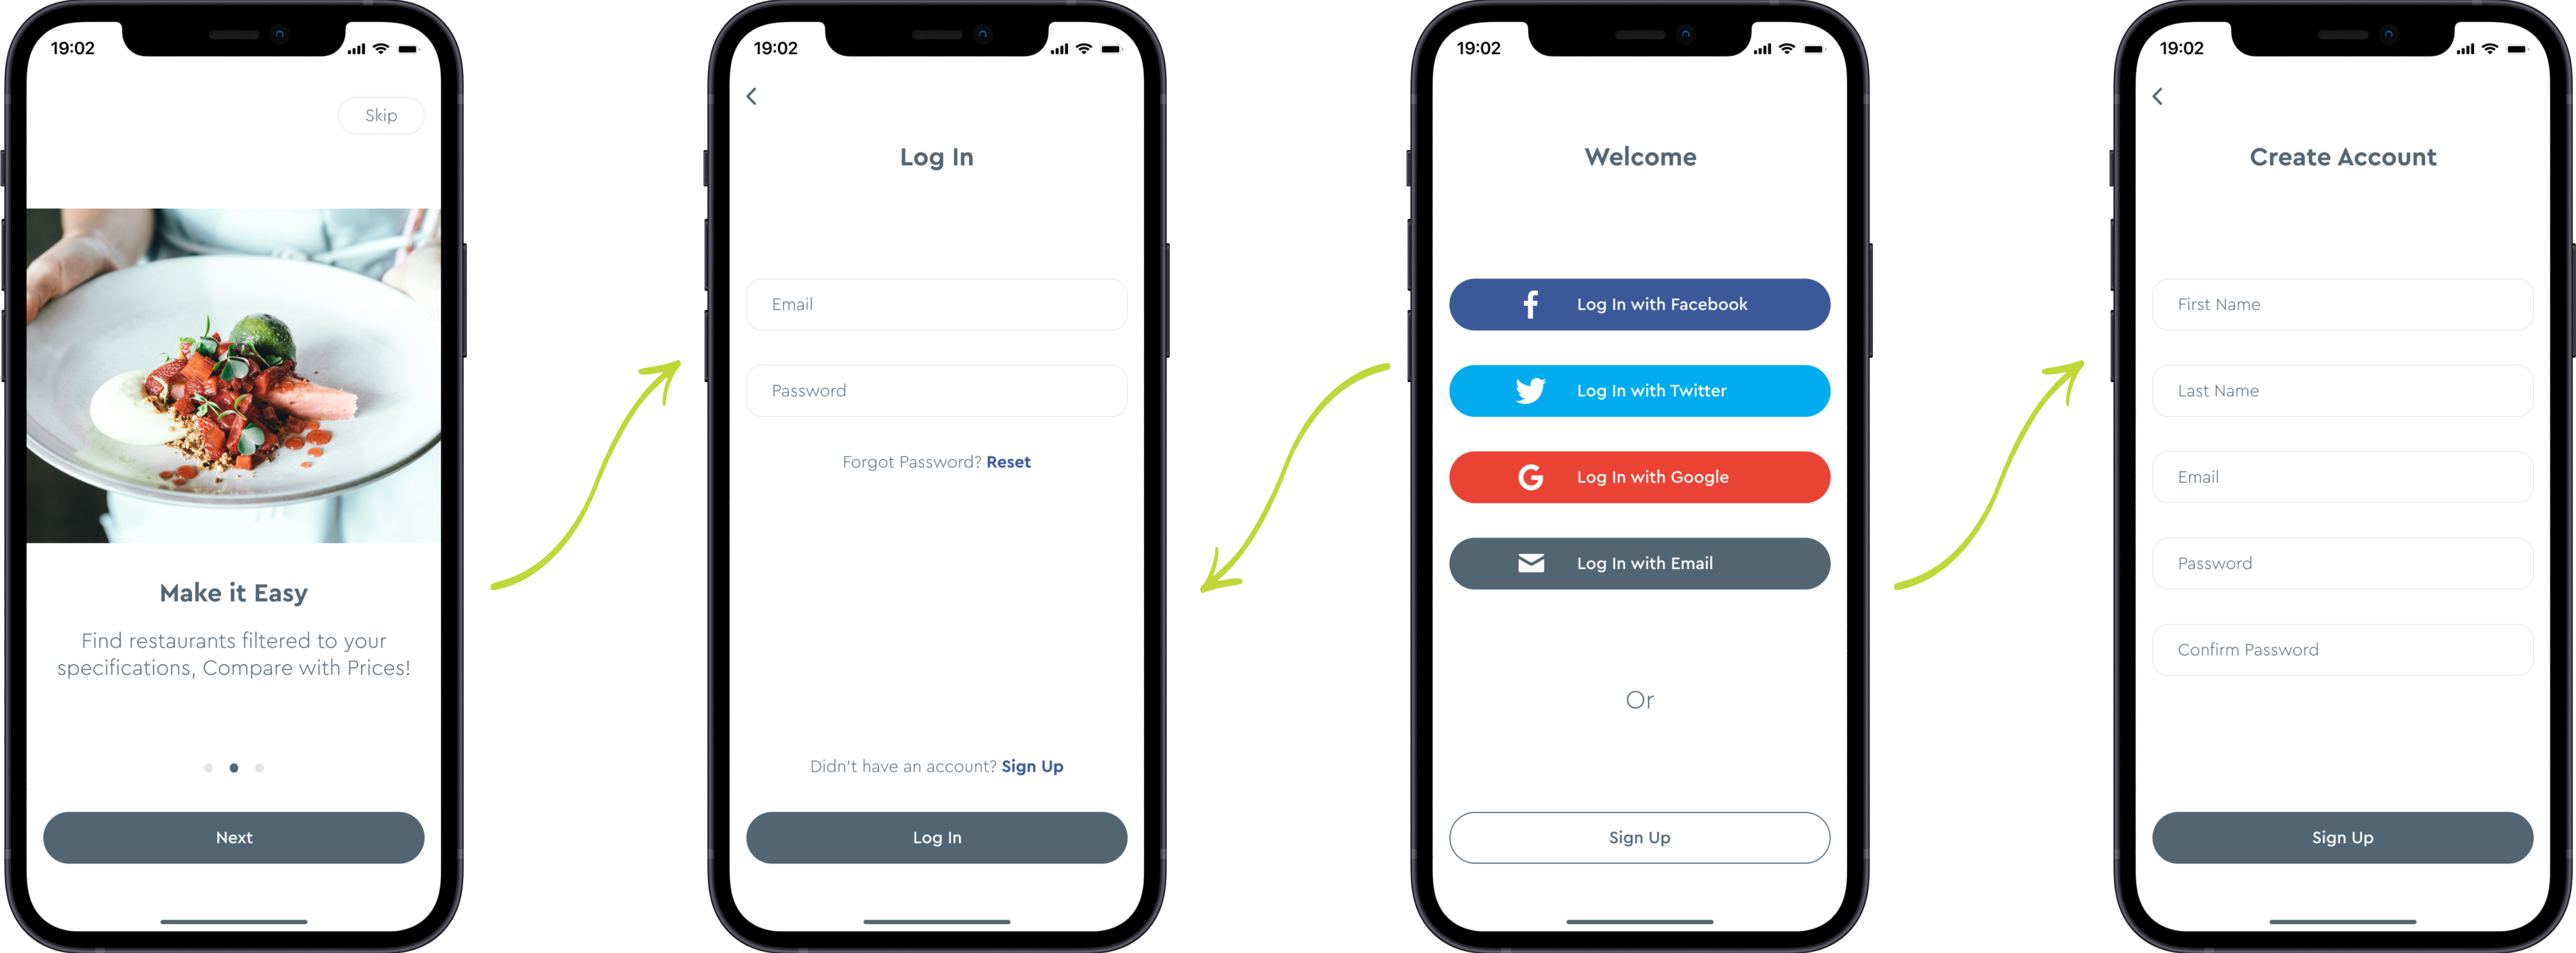 19:02
Skip
Make it Easy
Find restaurants filtered to your
specifications, Compare with Prices!
Next
19:02
Log In
Email
Password
Forgot Password? Reset
Didn't have an account? Sign Up
Log In
19:02
Welcome
Log In with Facebook
Log In with Twitter
Log In with Google
Log In with Email
Or
Sign Up
19:02
Create Account
First Name
Last Name
Email
Password
Confirm Password
Sign Up